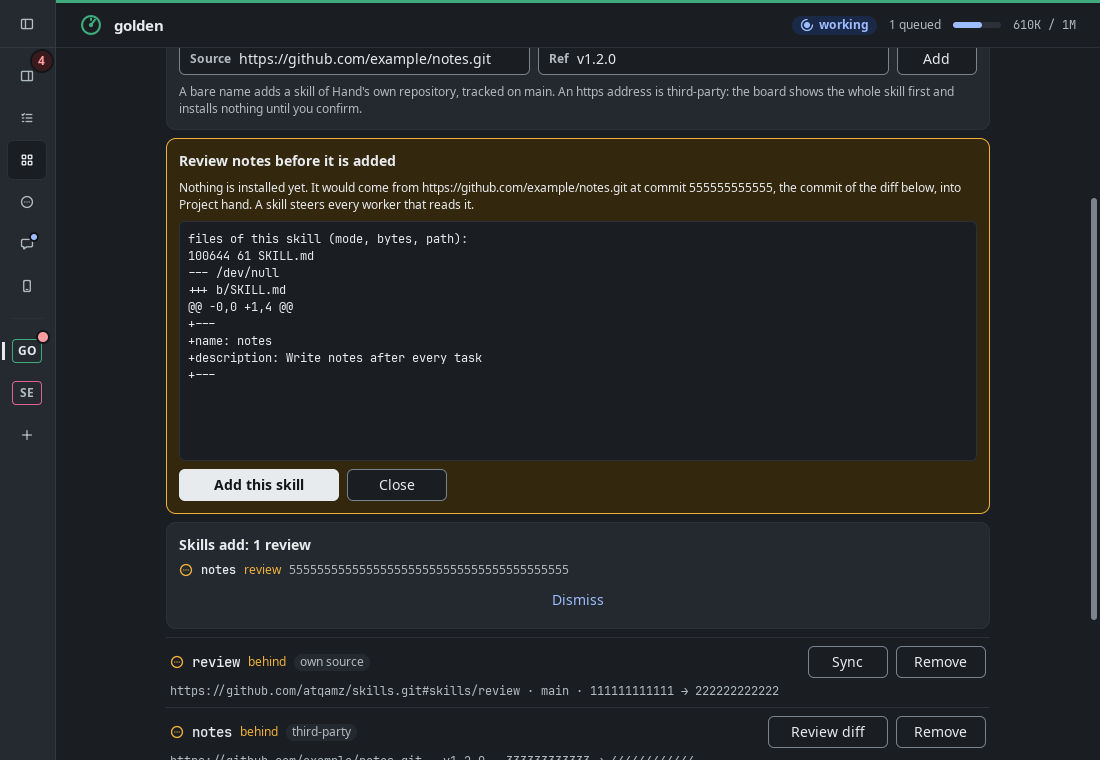 golden
working
1 queued
610K / 1M
4
Source https://github.com/example/notes.git
Ref v1.2.0
Add
A bare name adds a skill of Hand's own repository, tracked on main. An https address is third-party: the board shows the whole skill first and
installs nothing until you confirm.
Review notes before it is added
Nothing is installed yet. It would come from https://github.com/example/notes.git at commit 555555555555, the commit of the diff below, into
Project hand. A skill steers every worker that reads it.
files of this skill (mode, bytes, path):
100644 61 SKILL.md
--- /dev/null
+++ b/SKILL.md
@@ -0,0 +1,4 @@
+---
+name: notes
+description: Write notes after every task
+---
GO
SE
Add this skill
Close
Skills add: 1 review
notes review 5555555555555555555555555555555555555555
Dismiss
review behind own source
Sync
Remove
https://github.com/atqamz/skills.git#skills/review · main · 111111111111 → 222222222222
notes behind third-party
Review diff
Remove